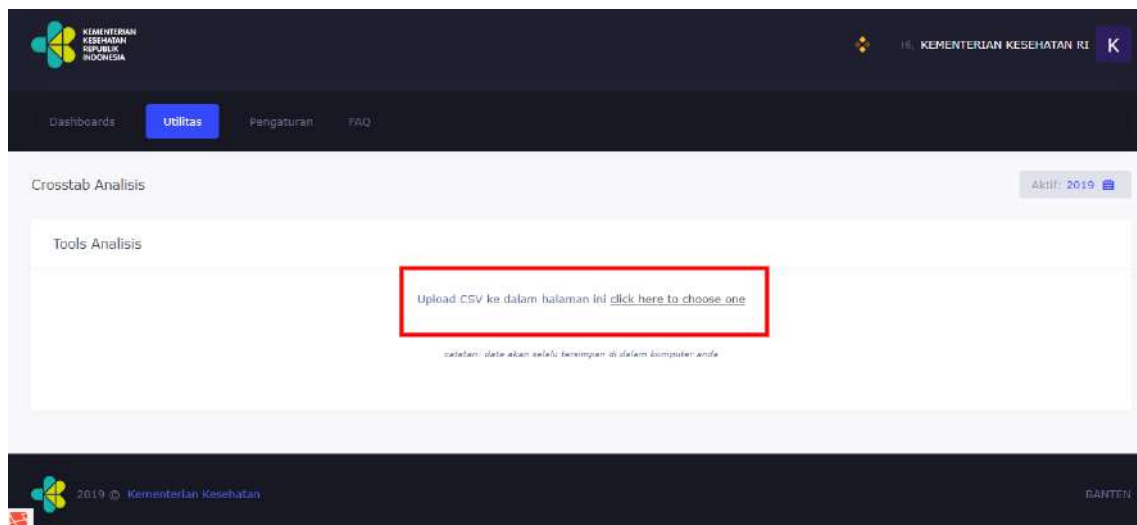 KEMENTERIAN
KESEHATAN
REPUBLIK
INDONESIA
Hi, KEMENTERIAN KESEHATAN RI K
Dashboards Utilitas Pengaturan FAQ
Crosstab Analisis
Aktif: 2019
Tools Analisis
Upload CSV ke dalam halaman ini click here to choose one
catatan: data akan selalu tersimpan di dalam komputer anda
2019 © Kementerian Kesehatan
BANTEN